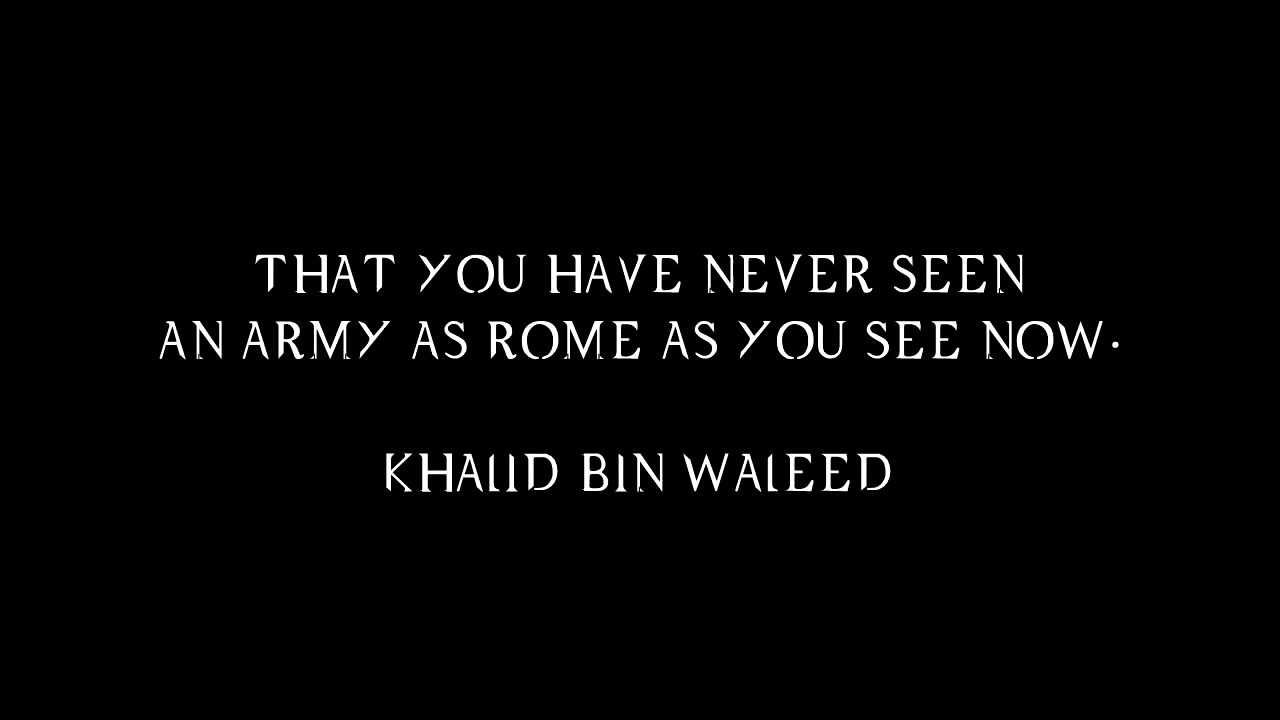 THAT YOU HAVE NEVER SEEN
AN ARMY AS ROME AS YOU SEE NOW.
KHALID BIN WALEED